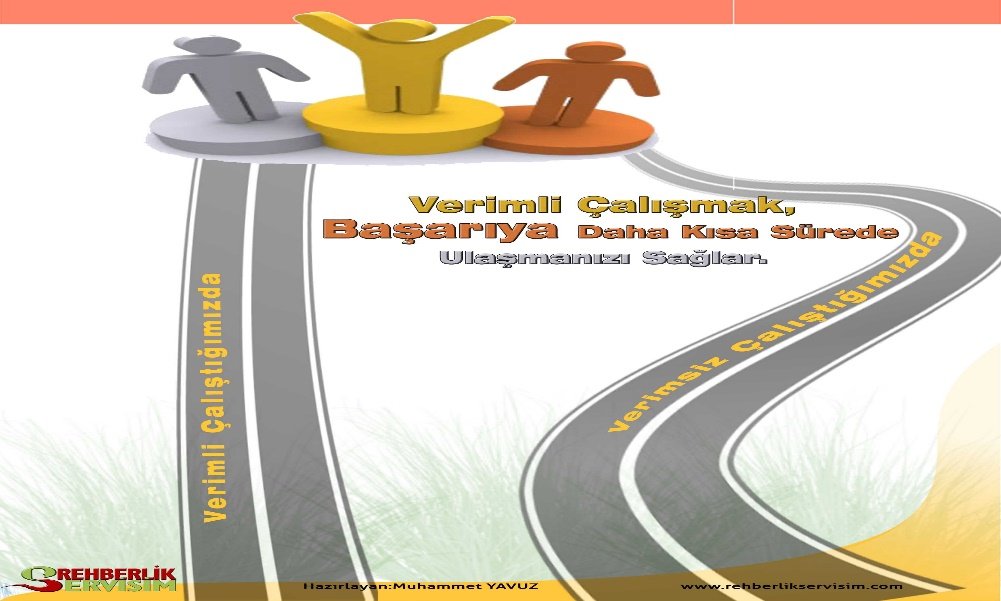 Verimli Çalışmak,
Başarıya Daha Kısa Sürede
Ulaşmanızı Sağlar.
Verimli Çalıştığımızda
Verimsiz Çalıştığımızda
REHBERLİK
SERVİSİM
Hazırlayan:Muhammet YAVUZ
www.rehberlikservisim.com